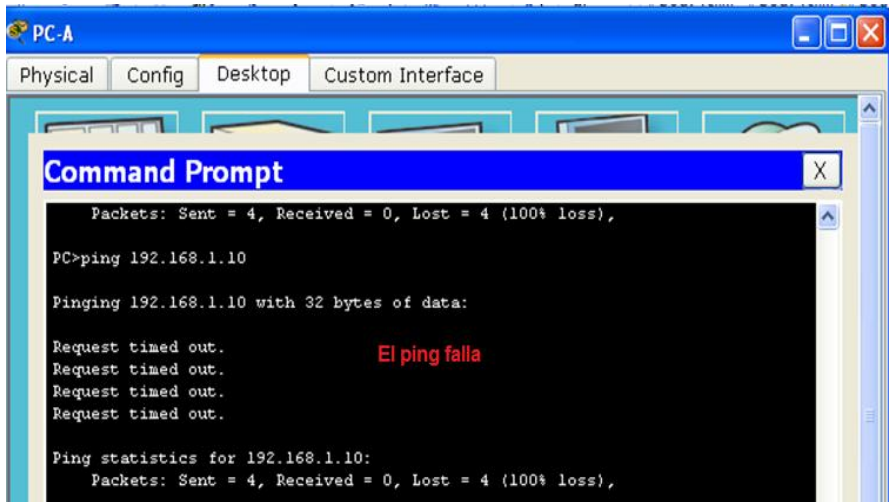 PC-A
Physical Config Desktop Custom Interface
Command Prompt
X
Packets: Sent = 4, Received = 0, Lost = 4 (100% loss),
PC>ping 192.168.1.10
Pinging 192.168.1.10 with 32 bytes of data:
Request timed out.
El ping falla
Request timed out.
Request timed out.
Request timed out.
Ping statistics for 192.168.1.10:
Packets: Sent = 4, Received = 0, Lost = 4 (100% loss),